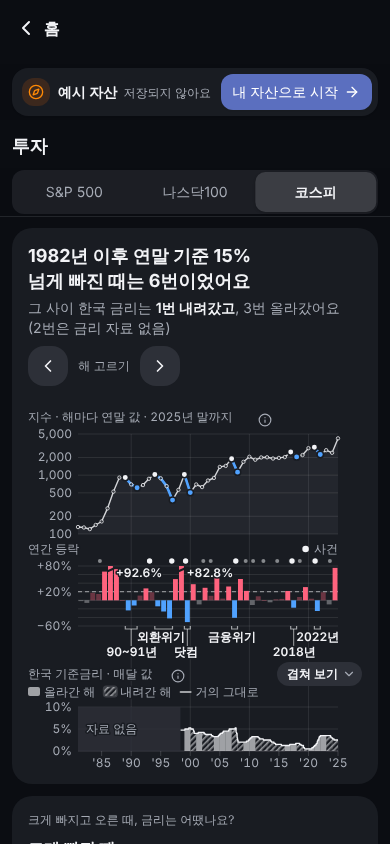 홈
예시 자산 저장되지 않아요 내 자산으로 시작
투자
S&P 500 나스닥100 코스피
1982년 이후 연말 기준 15%
넘게 빠진 때는 6번이었어요
그 사이 한국 금리는 1번 내려갔고, 3번 올라갔어요
(2번은 금리 자료 없음)
해 고르기
지수 · 해마다 연말 값 · 2025년 말까지
5,000
2,000
1,000
500
200
100
연간 등락 사건
+80%
+92.6% +82.8%
+20%
−60%
외환위기 금융위기 2022년
90~91년 닷컴 2018년
한국 기준금리 · 매달 값 겹쳐 보기
올라간 해 내려간 해 거의 그대로
10%
자료 없음
5%
0%
'85 '90 '95 '00 '05 '10 '15 '20 '25
크게 빠지고 오른 때, 금리는 어땠나요?